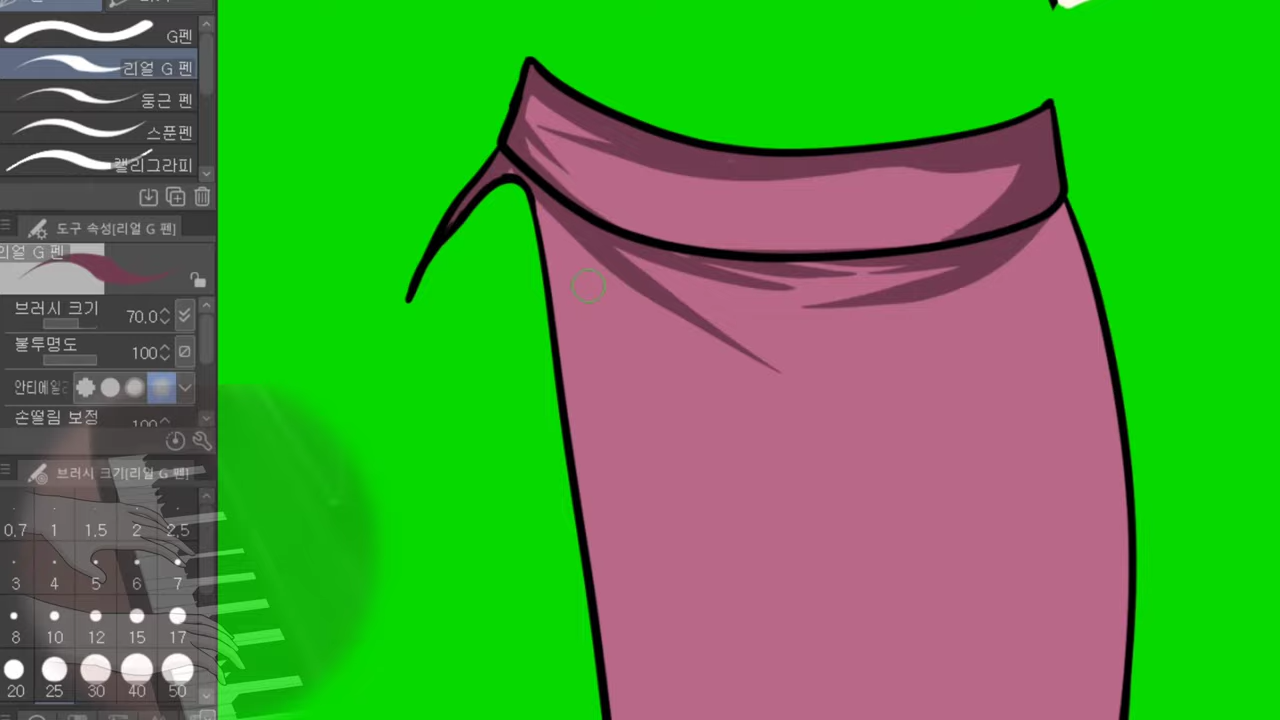 G펜
리얼 G 펜
둥근 펜
스푼펜
캘리그라피
도구 속성[리얼 G 펜]
리얼 G 펜
브러시 크기 70.0
불투명도 100
안티에일
손떨림 보정 100
브러시 크기[리얼 G 펜]
0.7 1 1.5 2 2.5
3 4 5 6 7
8 10 12 15 17
20 25 30 40 50